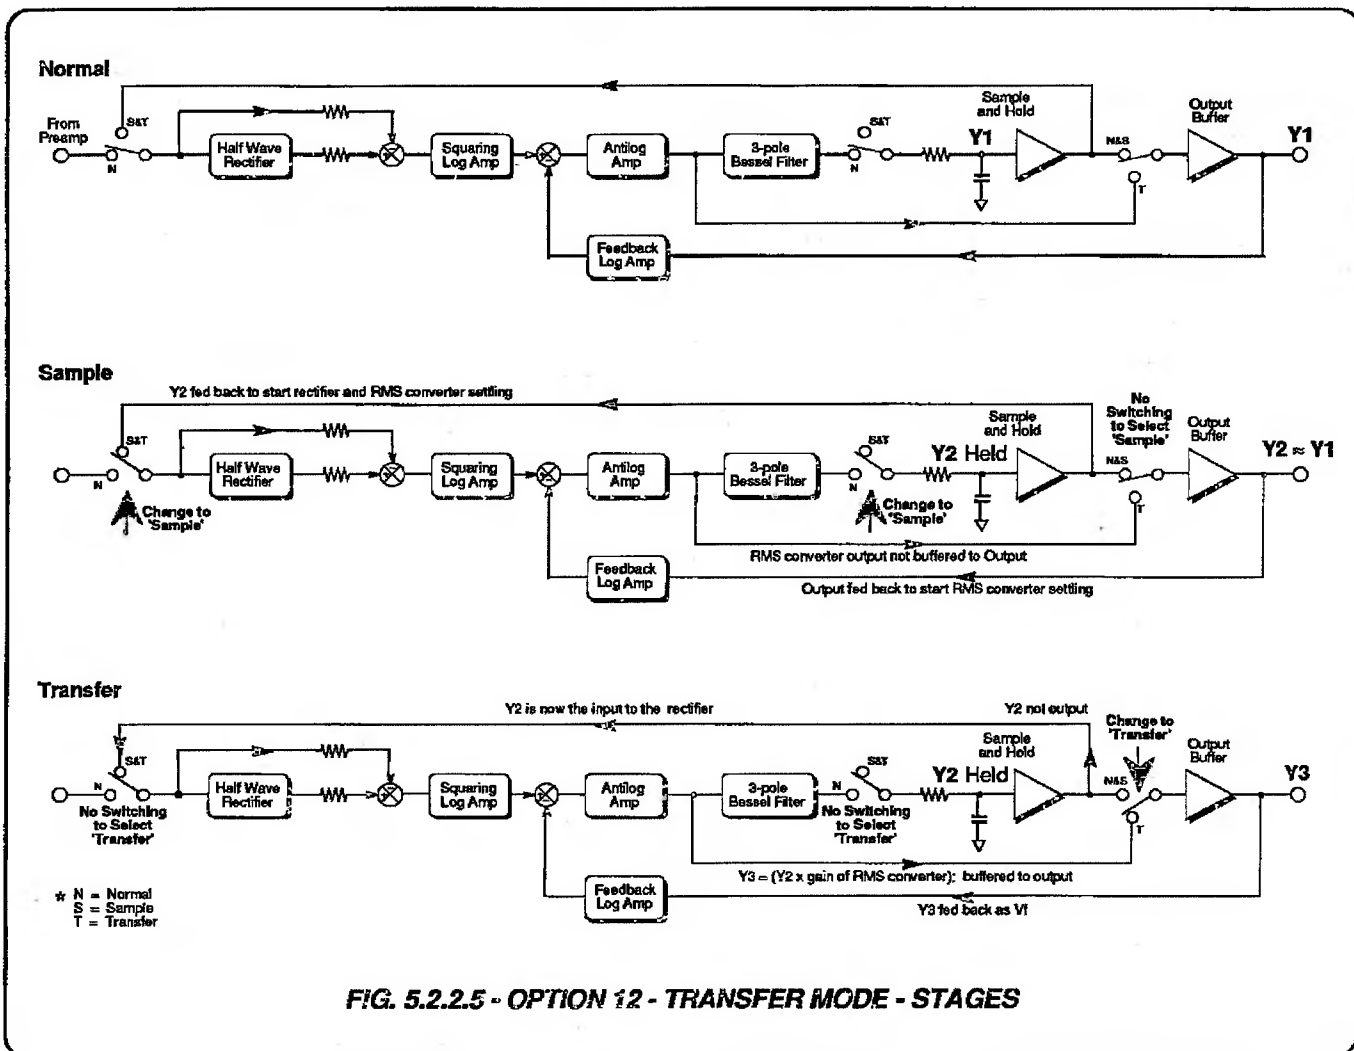 Normal
From
Preamp
S&T
N
Half Wave
Rectifier
Squaring
Log Amp
Antilog
Amp
3-pole
Bessel Filter
S&T
N
Y1
Sample
and Hold
N&S
T
Output
Buffer
Y1
Feedback
Log Amp
Sample
Y2 fed back to start rectifier and RMS converter settling
S&T
N
Change to
'Sample'
Half Wave
Rectifier
Squaring
Log Amp
Antilog
Amp
3-pole
Bessel Filter
S&T
N
Change to
'Sample'
Y2 Held
Sample
and Hold
No
Switching
to Select
'Sample'
N&S
T
Output
Buffer
Y2 ≈ Y1
RMS converter output not buffered to Output
Feedback
Log Amp
Output fed back to start RMS converter settling
Transfer
Y2 is now the input to the rectifier
Y2 not output
S&T
N
No Switching
to Select
'Transfer'
Half Wave
Rectifier
Squaring
Log Amp
Antilog
Amp
3-pole
Bessel Filter
S&T
N
No Switching
to Select
'Transfer'
Y2 Held
Sample
and Hold
Change to
'Transfer'
N&S
T
Output
Buffer
Y3
Y3 = (Y2 x gain of RMS converter); buffered to output
Feedback
Log Amp
Y3 fed back as Vf
* N = Normal
S = Sample
T = Transfer
FIG. 5.2.2.5 - OPTION 12 - TRANSFER MODE - STAGES